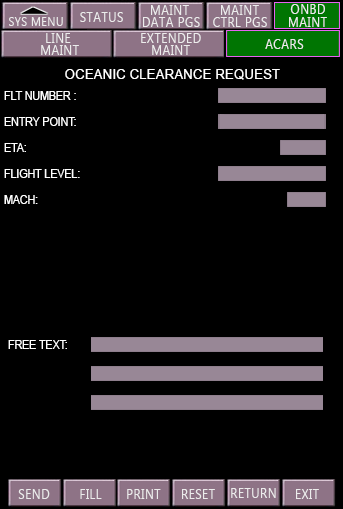 SYS MENU STATUS MAINT DATA PGS MAINT CTRL PGS ONBD MAINT
LINE MAINT EXTENDED MAINT ACARS
OCEANIC CLEARANCE REQUEST
FLT NUMBER :
ENTRY POINT:
ETA:
FLIGHT LEVEL:
MACH:
FREE TEXT:
SEND FILL PRINT RESET RETURN EXIT